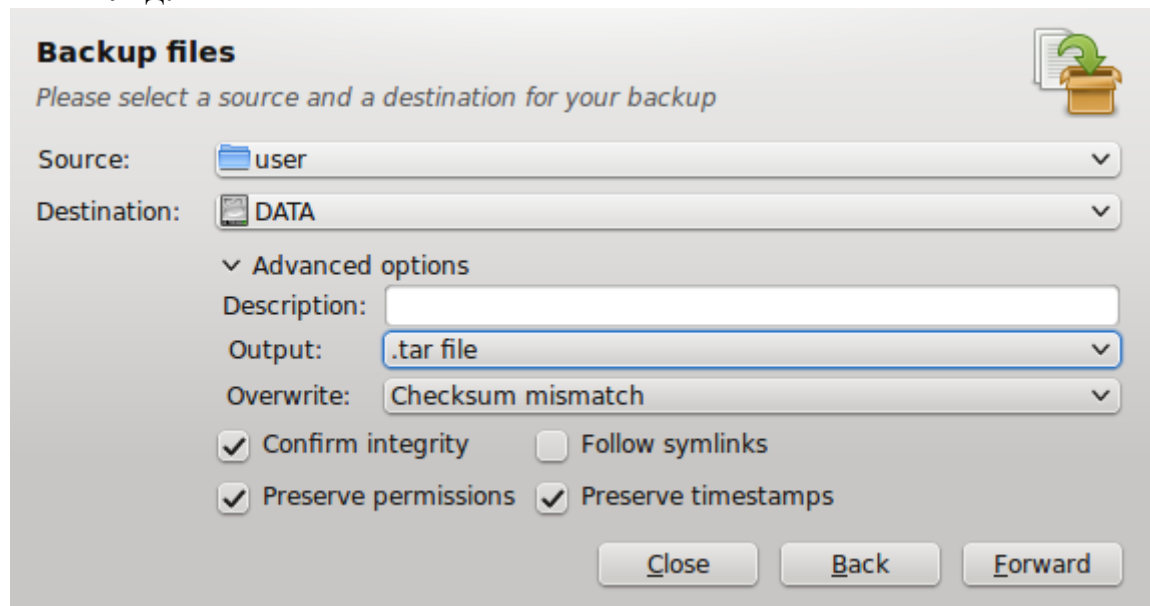 Backup files
Please select a source and a destination for your backup
Source: user
Destination: DATA
Advanced options
Description:
Output: .tar file
Overwrite: Checksum mismatch
Confirm integrity Follow symlinks
Preserve permissions Preserve timestamps
Close Back Forward